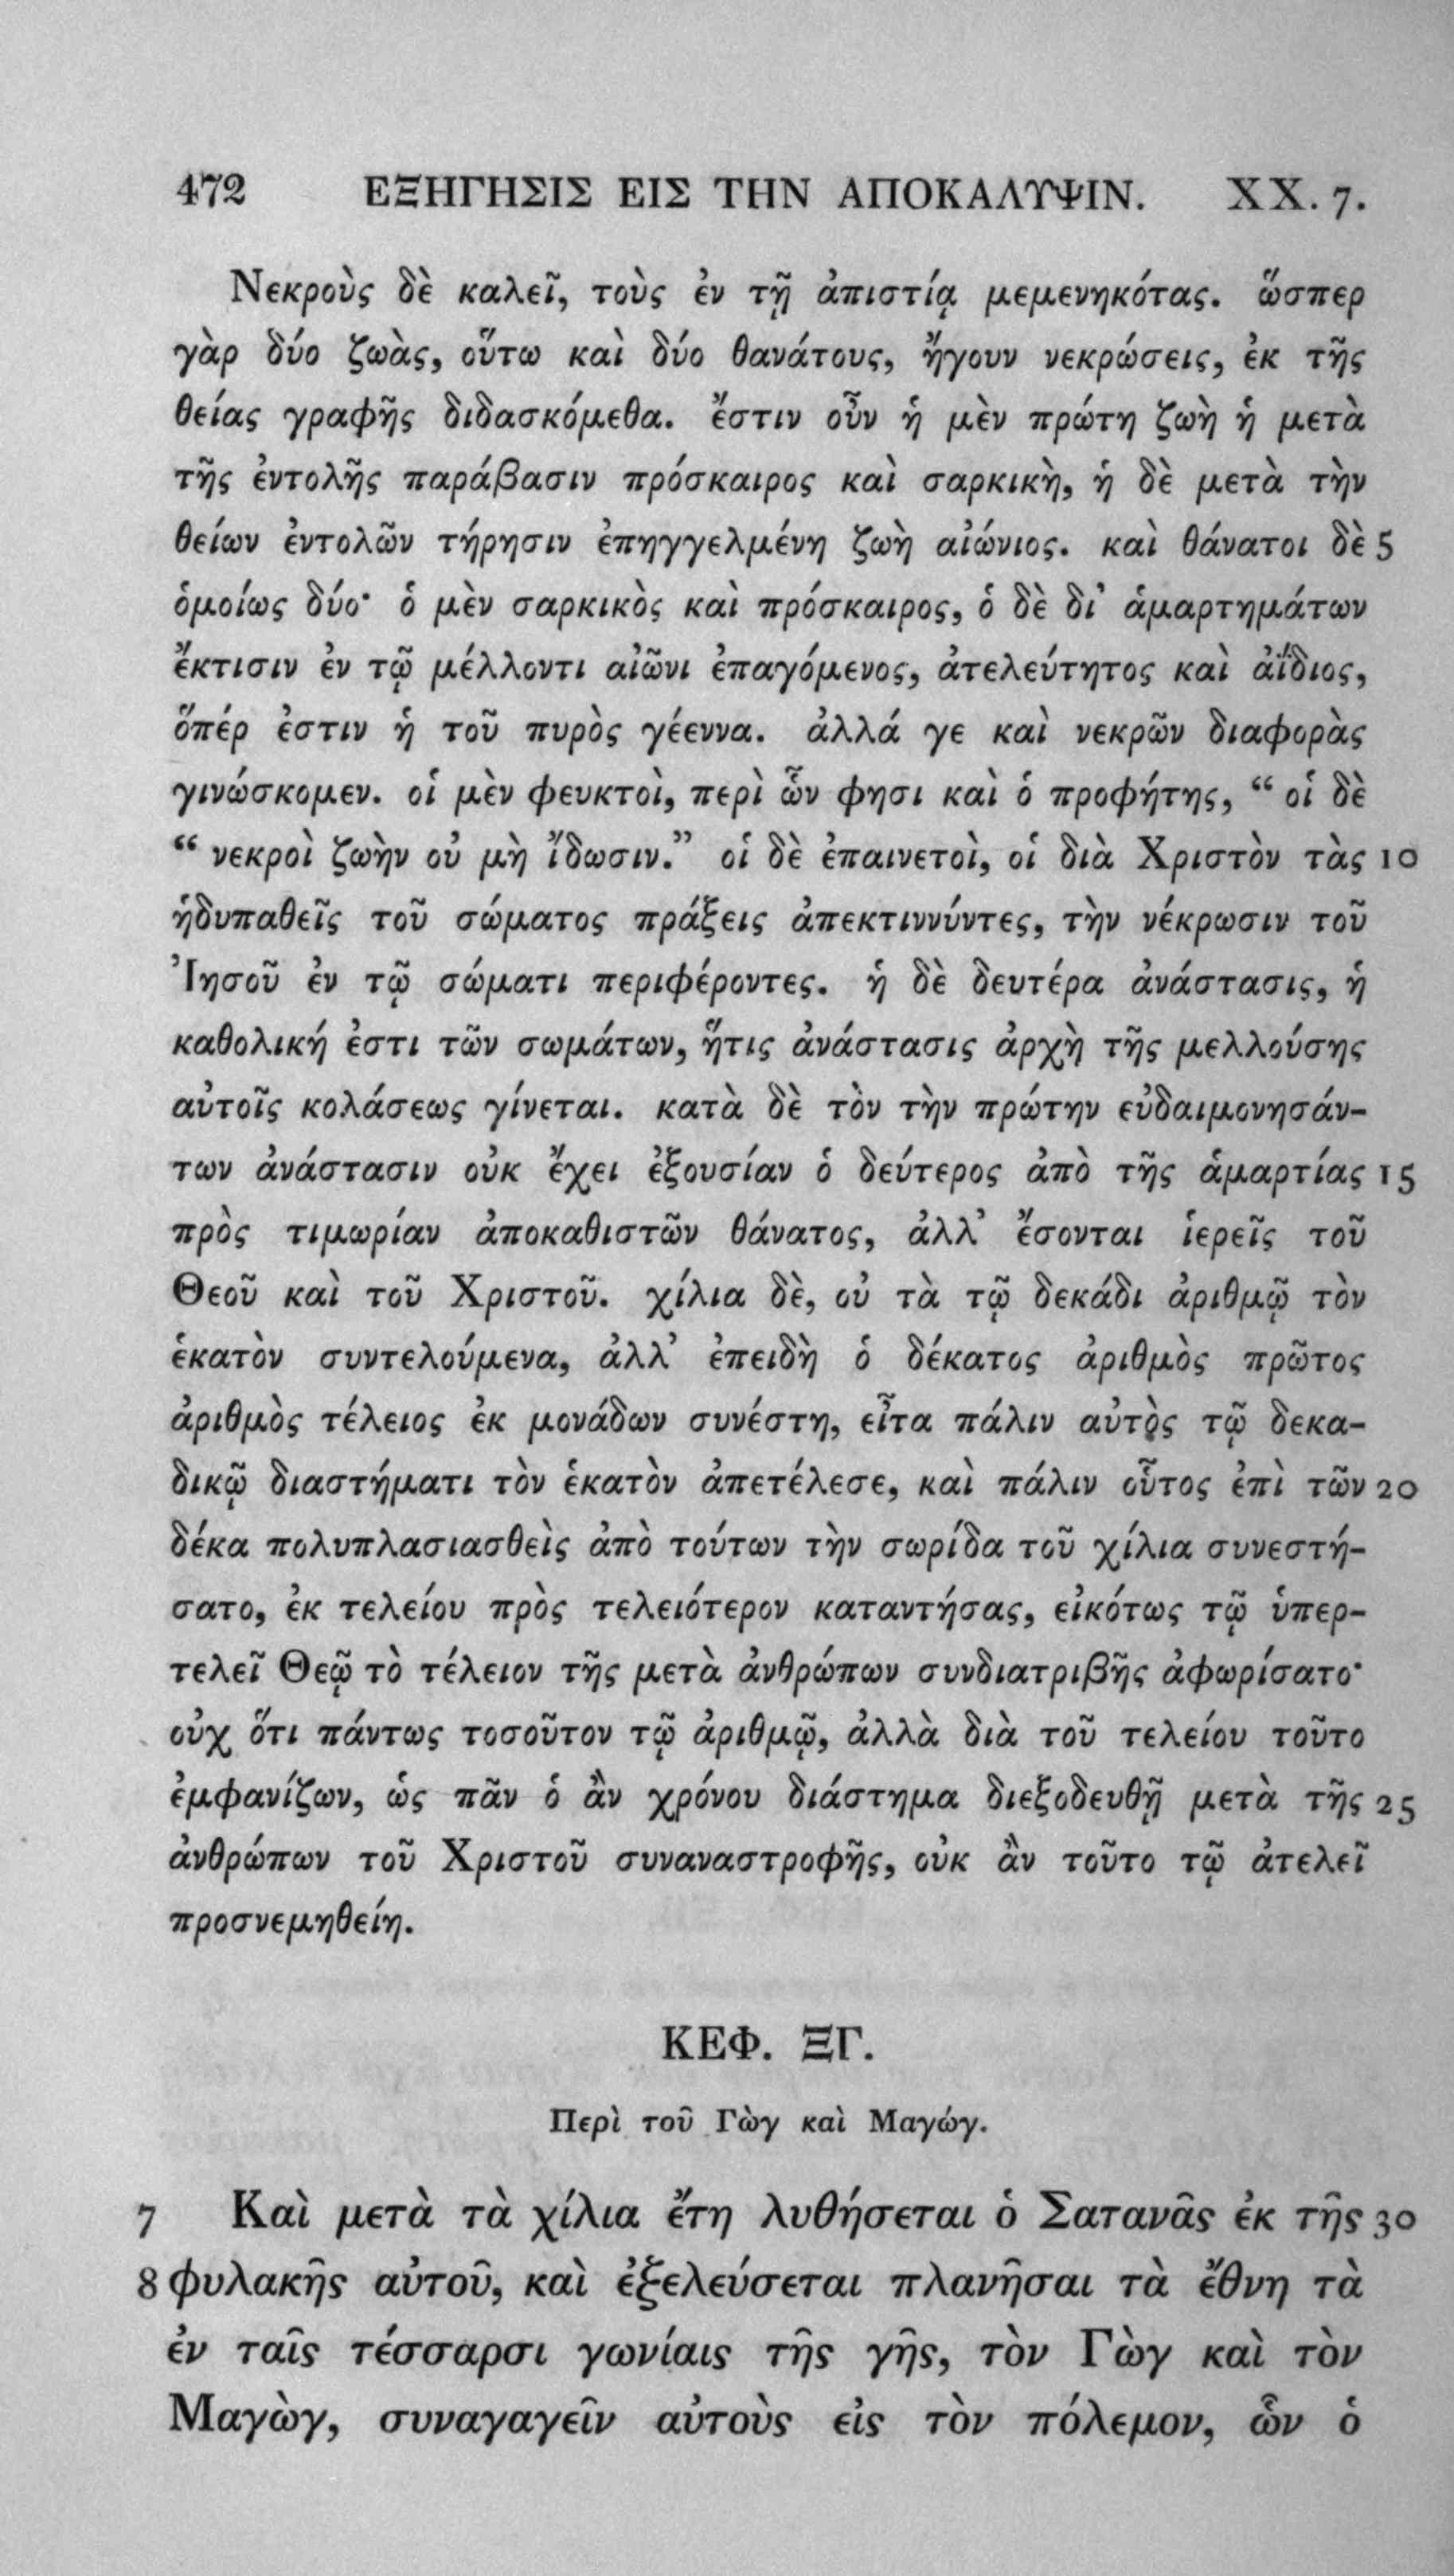 472 ΕΞΗΓΗΣΙΣ ΕΙΣ ΤΗΝ ΑΠΟΚΑΛΥΨΙΝ. XX. 7.
Νεκροὺς δὲ καλεῖ, τοὺς ἐν τῇ ἀπιστίᾳ μεμενηκότας. ὥσπερ
γὰρ δύο ζωὰς, οὕτω καὶ δύο θανάτους, ἤγουν νεκρώσεις, ἐκ τῆς
θείας γραφῆς διδασκόμεθα. ἔστιν οὖν ἡ μὲν πρώτη ζωὴ ἡ μετὰ
τῆς ἐντολῆς παράβασιν πρόσκαιρος καὶ σαρκικὴ, ἡ δὲ μετὰ τὴν
θείων ἐντολῶν τήρησιν ἐπηγγελμένη ζωὴ αἰώνιος. καὶ θάνατοι δὲ 5
ὁμοίως δύο· ὁ μὲν σαρκικὸς καὶ πρόσκαιρος, ὁ δὲ δι’ ἁμαρτημάτων
ἔκτισιν ἐν τῷ μέλλοντι αἰῶνι ἐπαγόμενος, ἀτελεύτητος καὶ ἀΐδιος,
ὅπέρ ἐστιν ἡ τοῦ πυρὸς γέεννα. ἀλλά γε καὶ νεκρῶν διαφορὰς
γινώσκομεν. οἱ μὲν φευκτοὶ, περὶ ὧν φησι καὶ ὁ προφήτης, “ οἱ δὲ
“ νεκροὶ ζωὴν οὐ μὴ ἴδωσιν.” οἱ δὲ ἐπαινετοὶ, οἱ διὰ Χριστὸν τὰς 10
ἡδυπαθεῖς τοῦ σώματος πράξεις ἀπεκτιννύντες, τὴν νέκρωσιν τοῦ
Ἰησοῦ ἐν τῷ σώματι περιφέροντες. ἡ δὲ δευτέρα ἀνάστασις, ἡ
καθολική ἐστι τῶν σωμάτων, ἥτις ἀνάστασις ἀρχὴ τῆς μελλούσης
αὐτοῖς κολάσεως γίνεται. κατὰ δὲ τὸν τὴν πρώτην εὐδαιμονησάν-
των ἀνάστασιν οὐκ ἔχει ἐξουσίαν ὁ δεύτερος ἀπὸ τῆς ἁμαρτίας 15
πρὸς τιμωρίαν ἀποκαθιστῶν θάνατος, ἀλλ’ ἔσονται ἱερεῖς τοῦ
Θεοῦ καὶ τοῦ Χριστοῦ. χίλια δὲ, οὐ τὰ τῷ δεκάδι ἀριθμῷ τὸν
ἑκατὸν συντελούμενα, ἀλλ’ ἐπειδὴ ὁ δέκατος ἀριθμὸς πρῶτος
ἀριθμὸς τέλειος ἐκ μονάδων συνέστη, εἶτα πάλιν αὐτὸς τῷ δεκα-
δικῷ διαστήματι τὸν ἑκατὸν ἀπετέλεσε, καὶ πάλιν οὗτος ἐπὶ τῶν 20
δέκα πολυπλασιασθεὶς ἀπὸ τούτων τὴν σωρίδα τοῦ χίλια συνεστή-
σατο, ἐκ τελείου πρὸς τελειότερον καταντήσας, εἰκότως τῷ ὑπερ-
τελεῖ Θεῷ τὸ τέλειον τῆς μετὰ ἀνθρώπων συνδιατριβῆς ἀφωρίσατο·
οὐχ ὅτι πάντως τοσοῦτον τῷ ἀριθμῷ, ἀλλὰ διὰ τοῦ τελείου τοῦτο
ἐμφανίζων, ὡς πᾶν ὁ ἂν χρόνου διάστημα διεξοδευθῇ μετὰ τῆς 25
ἀνθρώπων τοῦ Χριστοῦ συναναστροφῆς, οὐκ ἂν τοῦτο τῷ ἀτελεῖ
προσνεμηθείη.
ΚΕΦ. ΞΓ.
Περὶ τοῦ Γὼγ καὶ Μαγώγ.
7 Καὶ μετὰ τὰ χίλια ἔτη λυθήσεται ὁ Σατανᾶς ἐκ τῆς 30
8 φυλακῆς αὐτοῦ, καὶ ἐξελεύσεται πλανῆσαι τὰ ἔθνη τὰ
ἐν ταῖς τέσσαρσι γωνίαις τῆς γῆς, τὸν Γὼγ καὶ τὸν
Μαγὼγ, συναγαγεῖν αὐτοὺς εἰς τὸν πόλεμον, ὧν ὁ